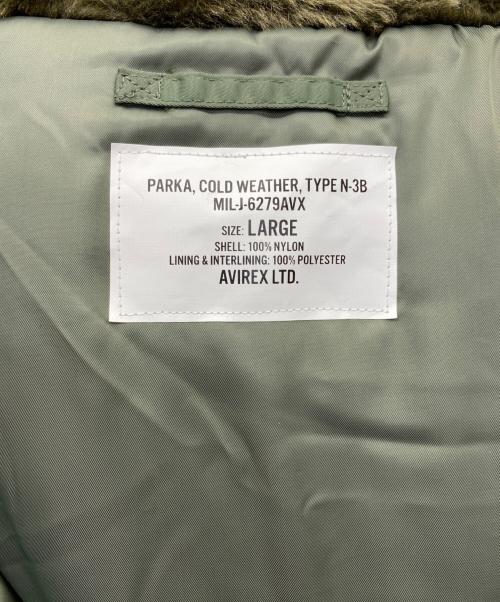 PARKA, COLD WEATHER, TYPE N-3B
MIL-J-6279AVX
SIZE: LARGE
SHELL: 100% NYLON
LINING & INTERLINING: 100% POLYESTER
AVIREX LTD.